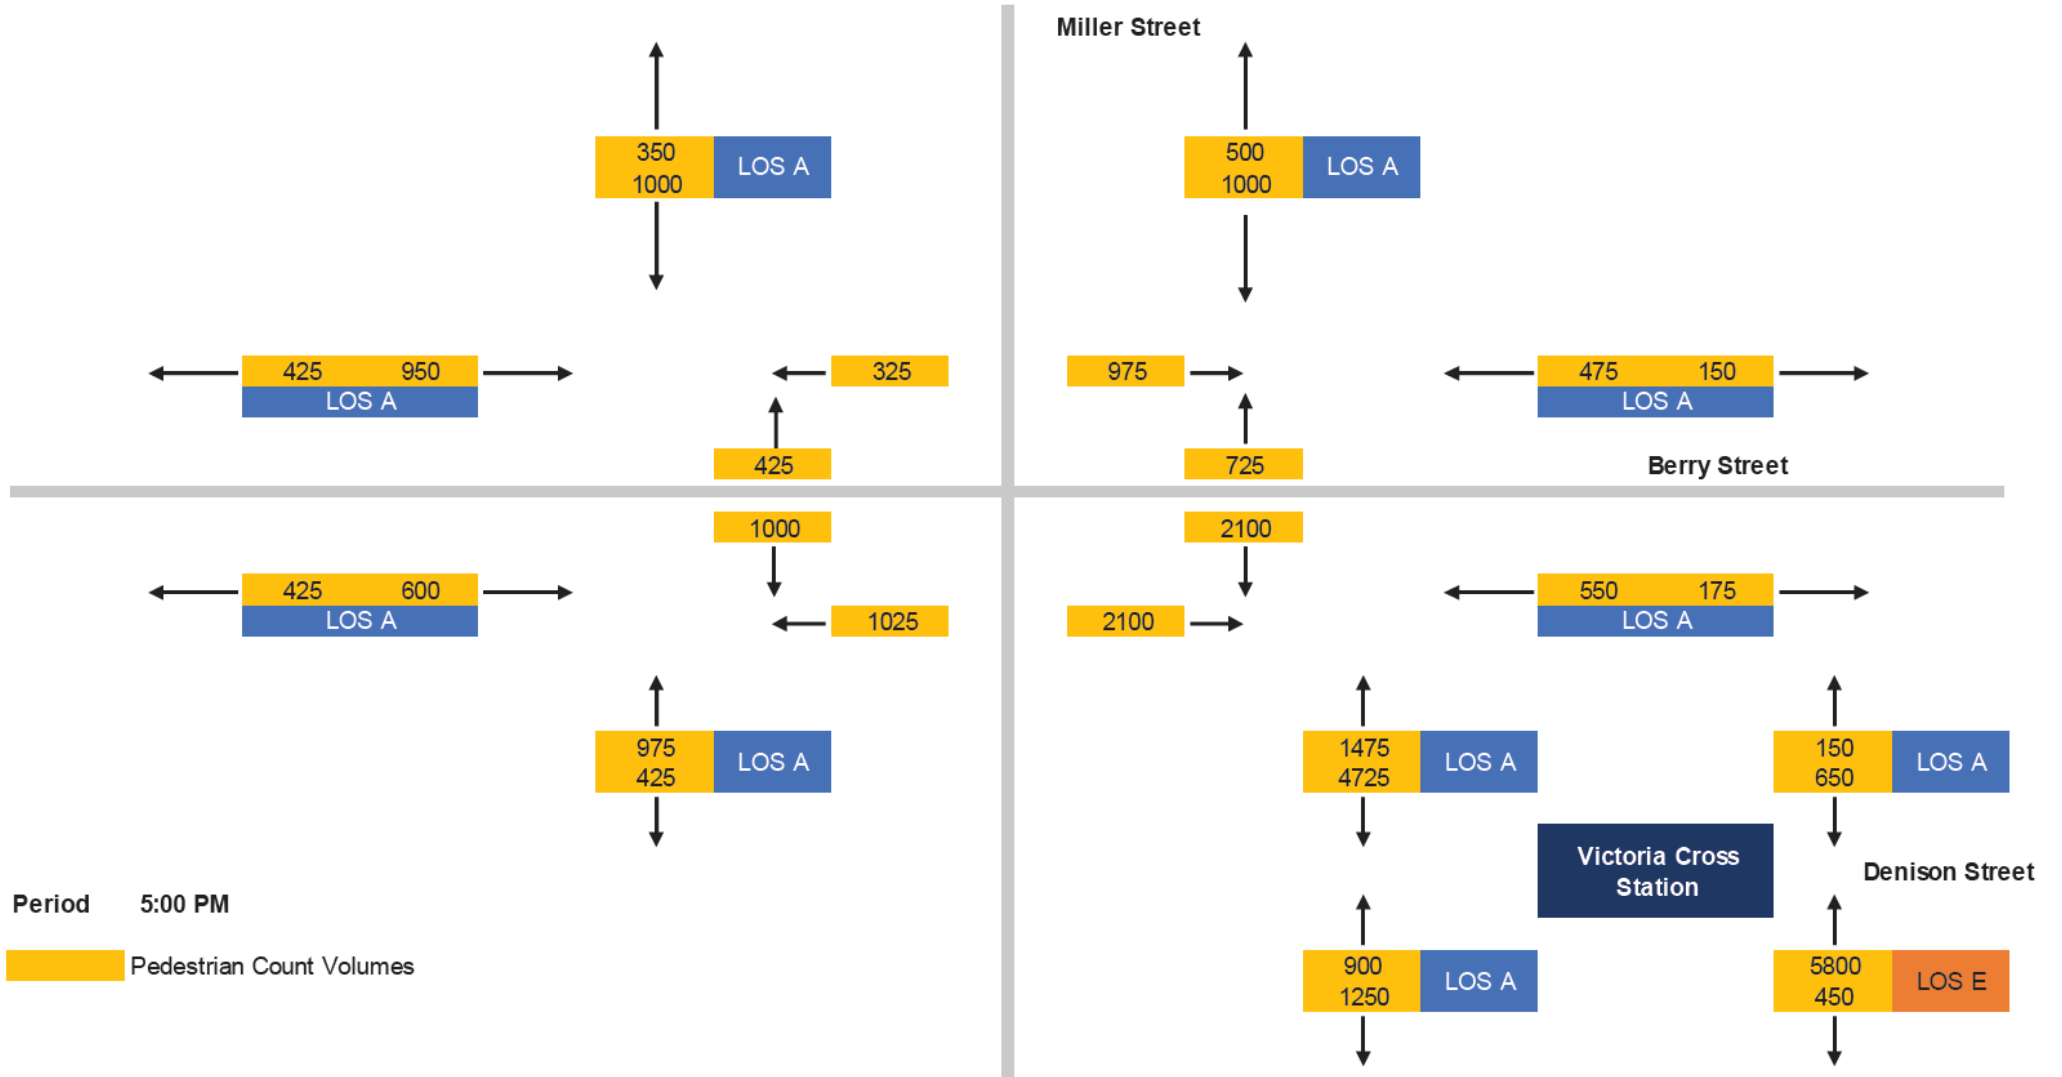 Miller Street
350
1000
LOS A
500
1000
LOS A
425 950
LOS A
325
975
475 150
LOS A
425
725
Berry Street
1000
2100
425 600
LOS A
1025
2100
550 175
LOS A
975
425
LOS A
1475
4725
LOS A
150
650
LOS A
Victoria Cross
Station
Denison Street
Period 5:00 PM
Pedestrian Count Volumes
900
1250
LOS A
5800
450
LOS E